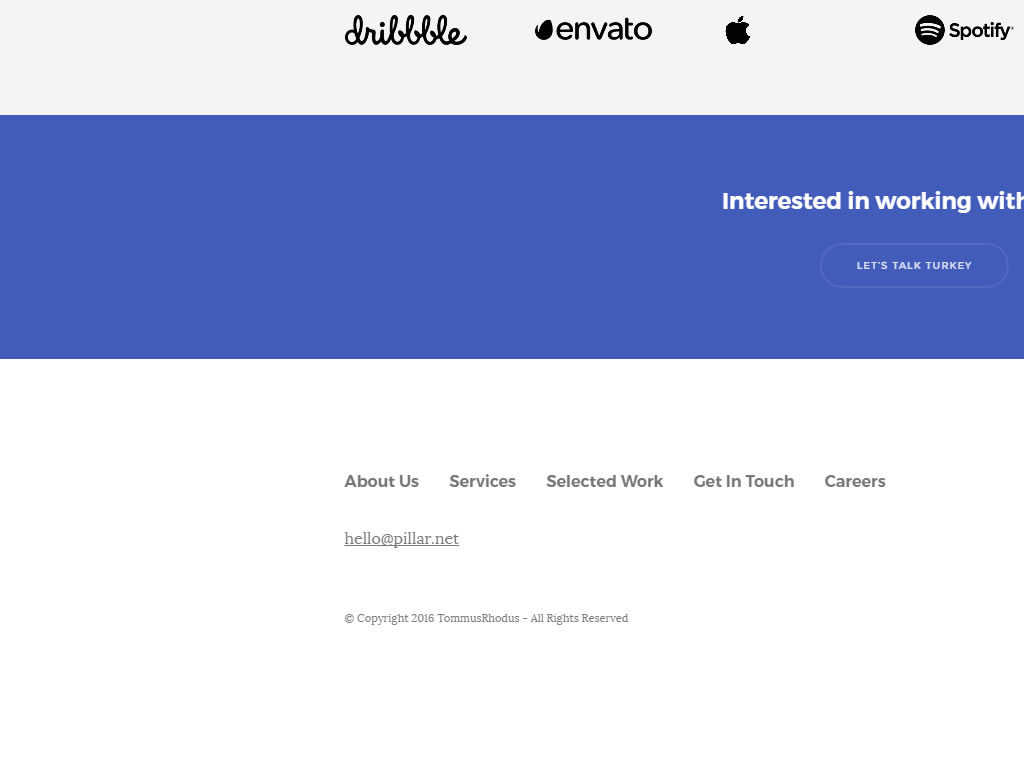 dribbble envato Spotify®
Interested in working with
LET'S TALK TURKEY
About Us Services Selected Work Get In Touch Careers
hello@pillar.net
© Copyright 2016 TommusRhodus - All Rights Reserved